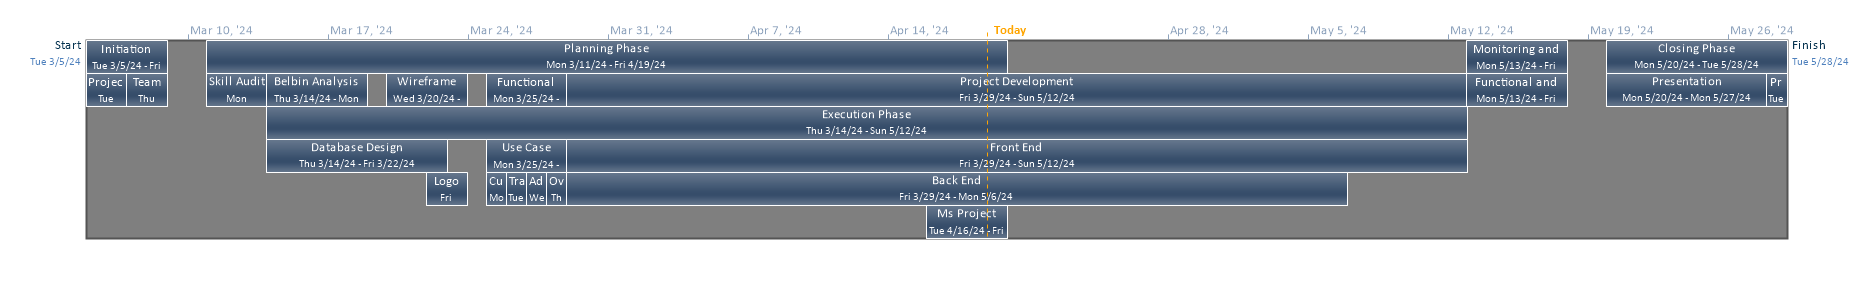 Mar 10, '24 Mar 17, '24 Mar 24, '24 Mar 31, '24 Apr 7, '24 Apr 14, '24 Today Apr 28, '24 May 5, '24 May 12, '24 May 19, '24 May 26, '24
Start
Tue 3/5/24
Initiation
Tue 3/5/24 - Fri
Planning Phase
Mon 3/11/24 - Fri 4/19/24
Monitoring and
Mon 5/13/24 - Fri
Closing Phase
Mon 5/20/24 - Tue 5/28/24
Finish
Tue 5/28/24
Projec
Tue
Team
Thu
Skill Audit
Mon
Belbin Analysis
Thu 3/14/24 - Mon
Wireframe
Wed 3/20/24 -
Functional
Mon 3/25/24 -
Project Development
Fri 3/29/24 - Sun 5/12/24
Functional and
Mon 5/13/24 - Fri
Presentation
Mon 5/20/24 - Mon 5/27/24
Pr
Tue
Execution Phase
Thu 3/14/24 - Sun 5/12/24
Database Design
Thu 3/14/24 - Fri 3/22/24
Use Case
Mon 3/25/24 -
Front End
Fri 3/29/24 - Sun 5/12/24
Logo
Fri
Cu
Mo
Tra
Tue
Ad
We
Ov
Th
Back End
Fri 3/29/24 - Mon 5/6/24
Ms Project
Tue 4/16/24 - Fri